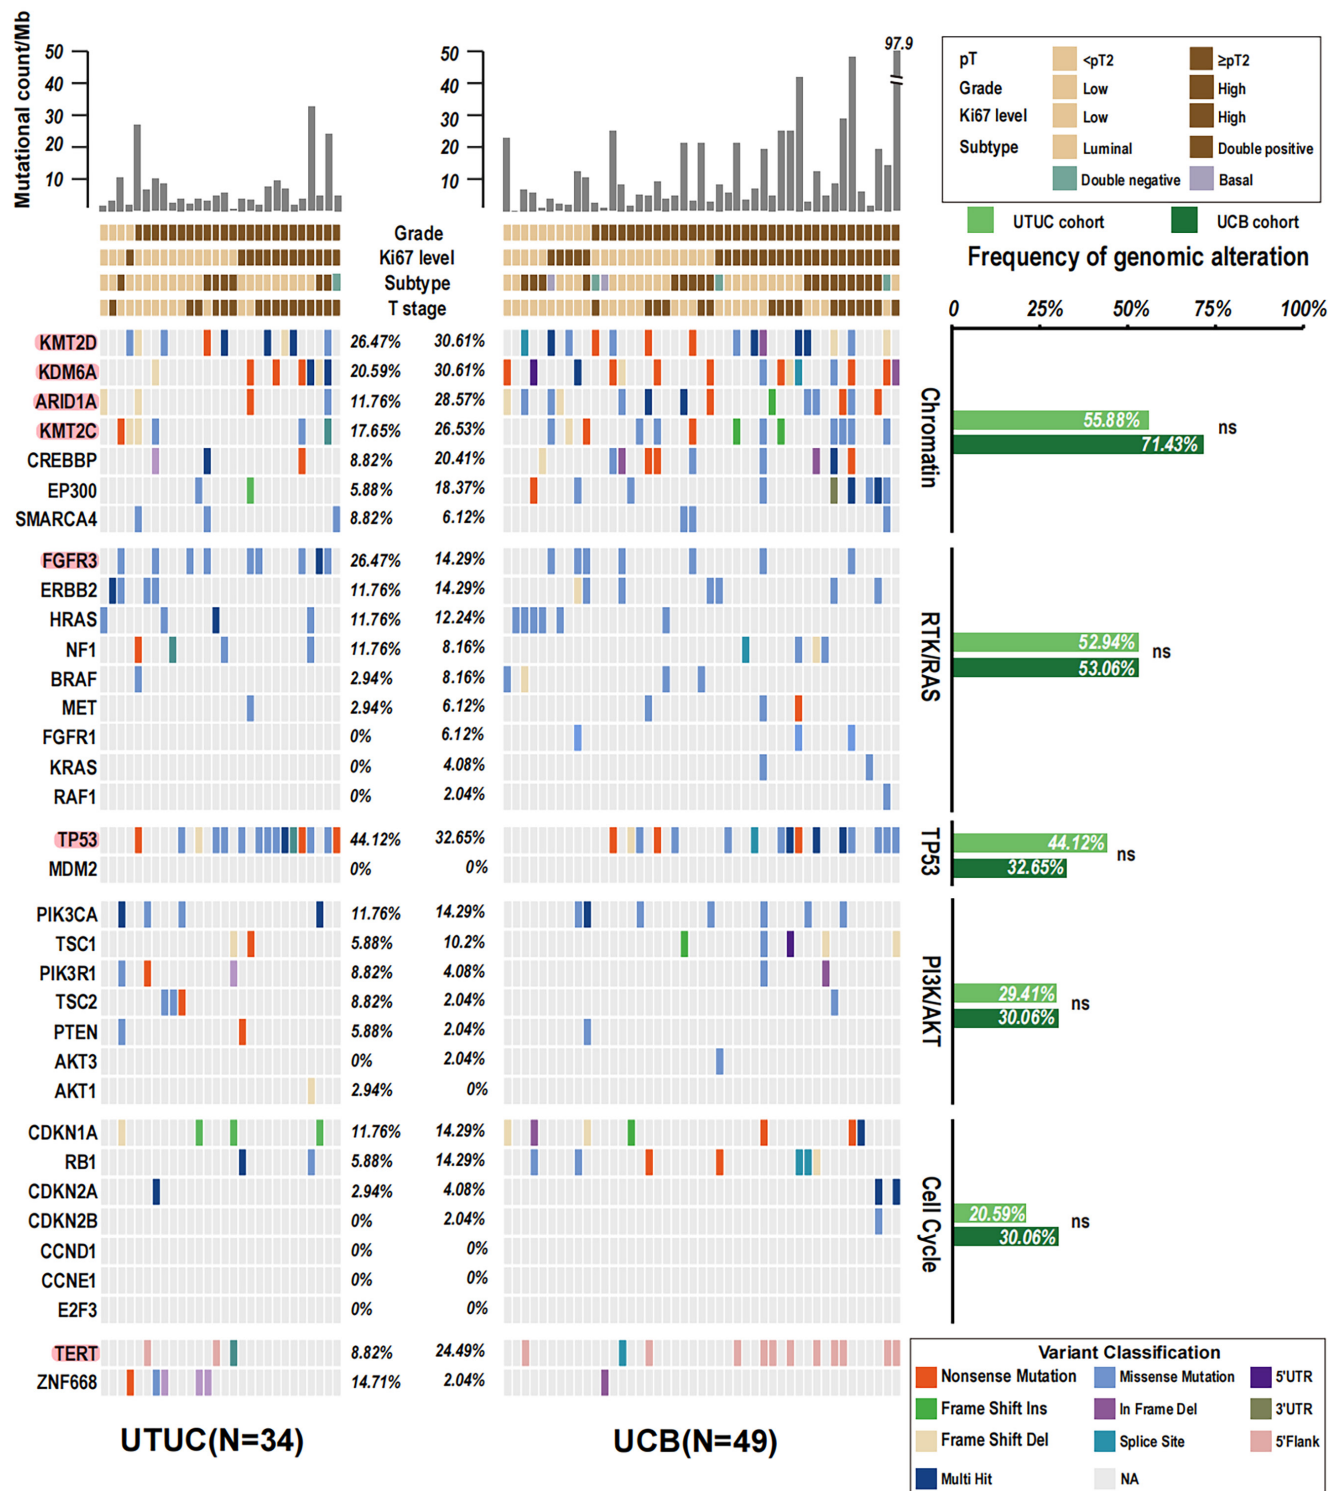 Mutational count/Mb
50
40
30
20
10
50
40
30
20
10
97.9
pT <pT2 ≥pT2
Grade Low High
Ki67 level Low High
Subtype Luminal Double positive
Double negative Basal
UTUC cohort UCB cohort
Frequency of genomic alteration
0 25% 50% 75% 100%
Grade
Ki67 level
Subtype
T stage
KMT2D 26.47% 30.61%
KDM6A 20.59% 30.61%
ARID1A 11.76% 28.57%
KMT2C 17.65% 26.53%
CREBBP 8.82% 20.41%
EP300 5.88% 18.37%
SMARCA4 8.82% 6.12%
Chromatin
55.88%
71.43%
ns
FGFR3 26.47% 14.29%
ERBB2 11.76% 14.29%
HRAS 11.76% 12.24%
NF1 11.76% 8.16%
BRAF 2.94% 8.16%
MET 2.94% 6.12%
FGFR1 0% 6.12%
KRAS 0% 4.08%
RAF1 0% 2.04%
RTK/RAS
52.94%
53.06%
ns
TP53 44.12% 32.65%
MDM2 0% 0%
TP53
44.12%
32.65%
ns
PIK3CA 11.76% 14.29%
TSC1 5.88% 10.2%
PIK3R1 8.82% 4.08%
TSC2 8.82% 2.04%
PTEN 5.88% 2.04%
AKT3 0% 2.04%
AKT1 2.94% 0%
PI3K/AKT
29.41%
30.06%
ns
CDKN1A 11.76% 14.29%
RB1 5.88% 14.29%
CDKN2A 2.94% 4.08%
CDKN2B 0% 2.04%
CCND1 0% 0%
CCNE1 0% 0%
E2F3 0% 0%
Cell Cycle
20.59%
30.06%
ns
TERT 8.82% 24.49%
ZNF668 14.71% 2.04%
UTUC(N=34) UCB(N=49)
Variant Classification
Nonsense Mutation Missense Mutation 5'UTR
Frame Shift Ins In Frame Del 3'UTR
Frame Shift Del Splice Site 5'Flank
Multi Hit NA